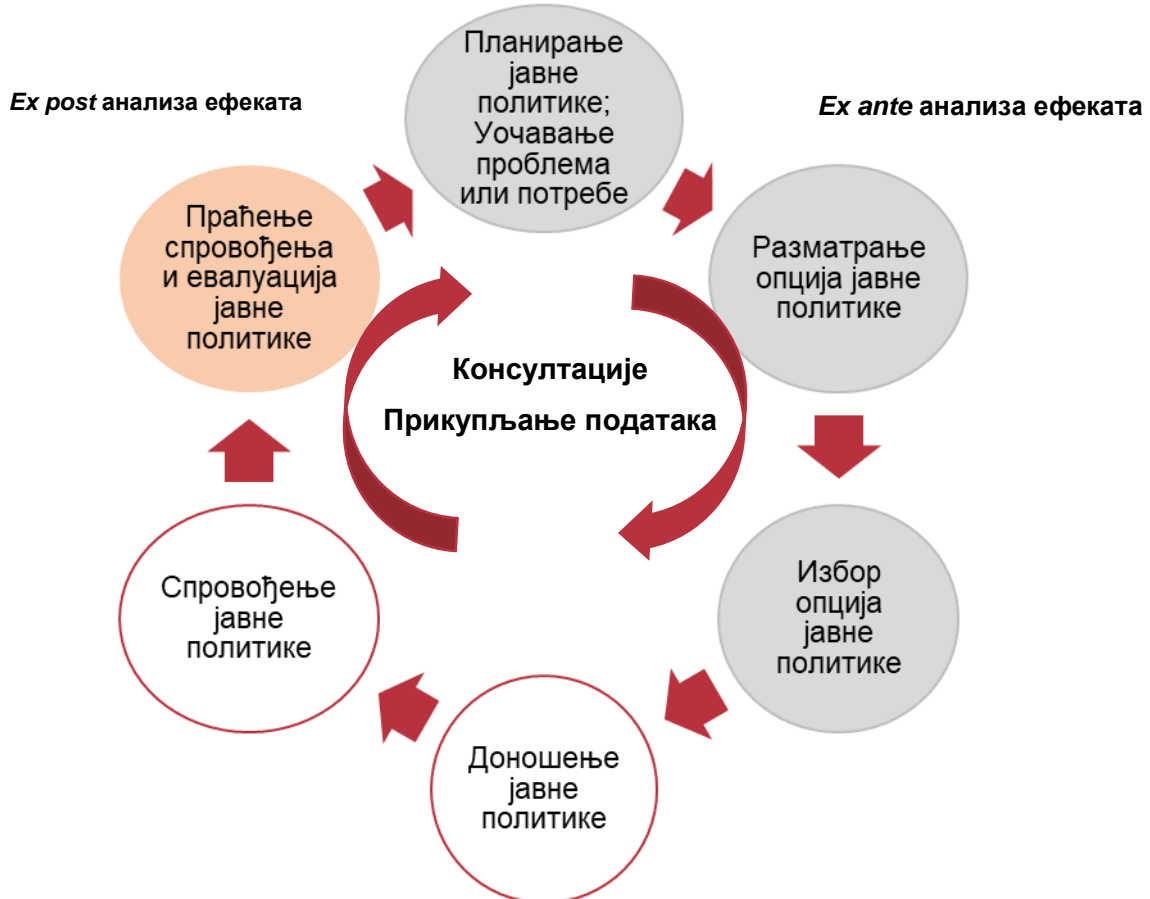 Ex post анализа ефеката
Ex ante анализа ефеката
Планирање
јавне
политике;
Уочавање
проблема
или потребе
Разматрање
опција јавне
политике
Избор
опција
јавне
политике
Доношење
јавне
политике
Спровођење
јавне
политике
Праћење
спровођења
и евалуација
јавне
политике
Консултације
Прикупљање података